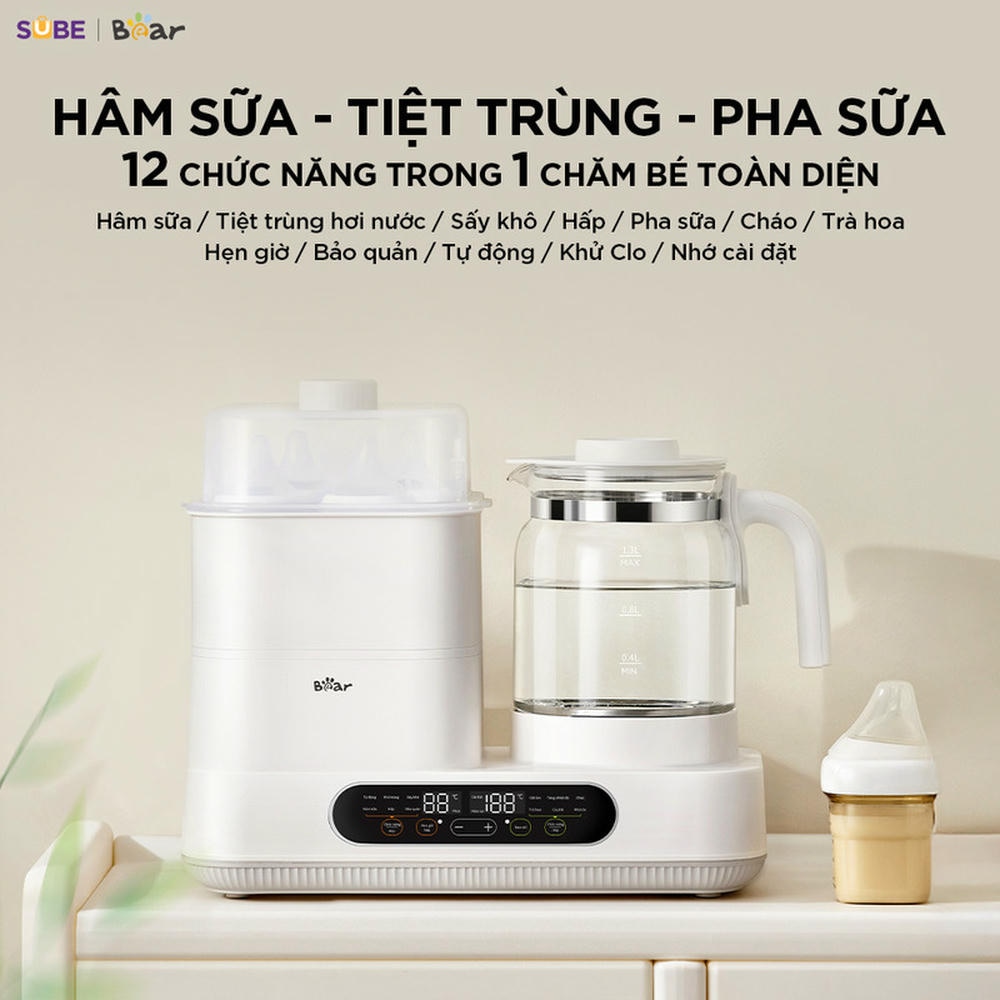 SUBE | Bear
HÂM SỮA - TIỆT TRÙNG - PHA SỮA
12 CHỨC NĂNG TRONG 1 CHĂM BÉ TOÀN DIỆN
Hâm sữa / Tiệt trùng hơi nước / Sấy khô / Hấp / Pha sữa / Cháo / Trà hoa
Hẹn giờ / Bảo quản / Tự động / Khử Clo / Nhớ cài đặt
1.3L
MAX
0.8L
0.4L
MIN
Bear
88 °C 188 °C
- +